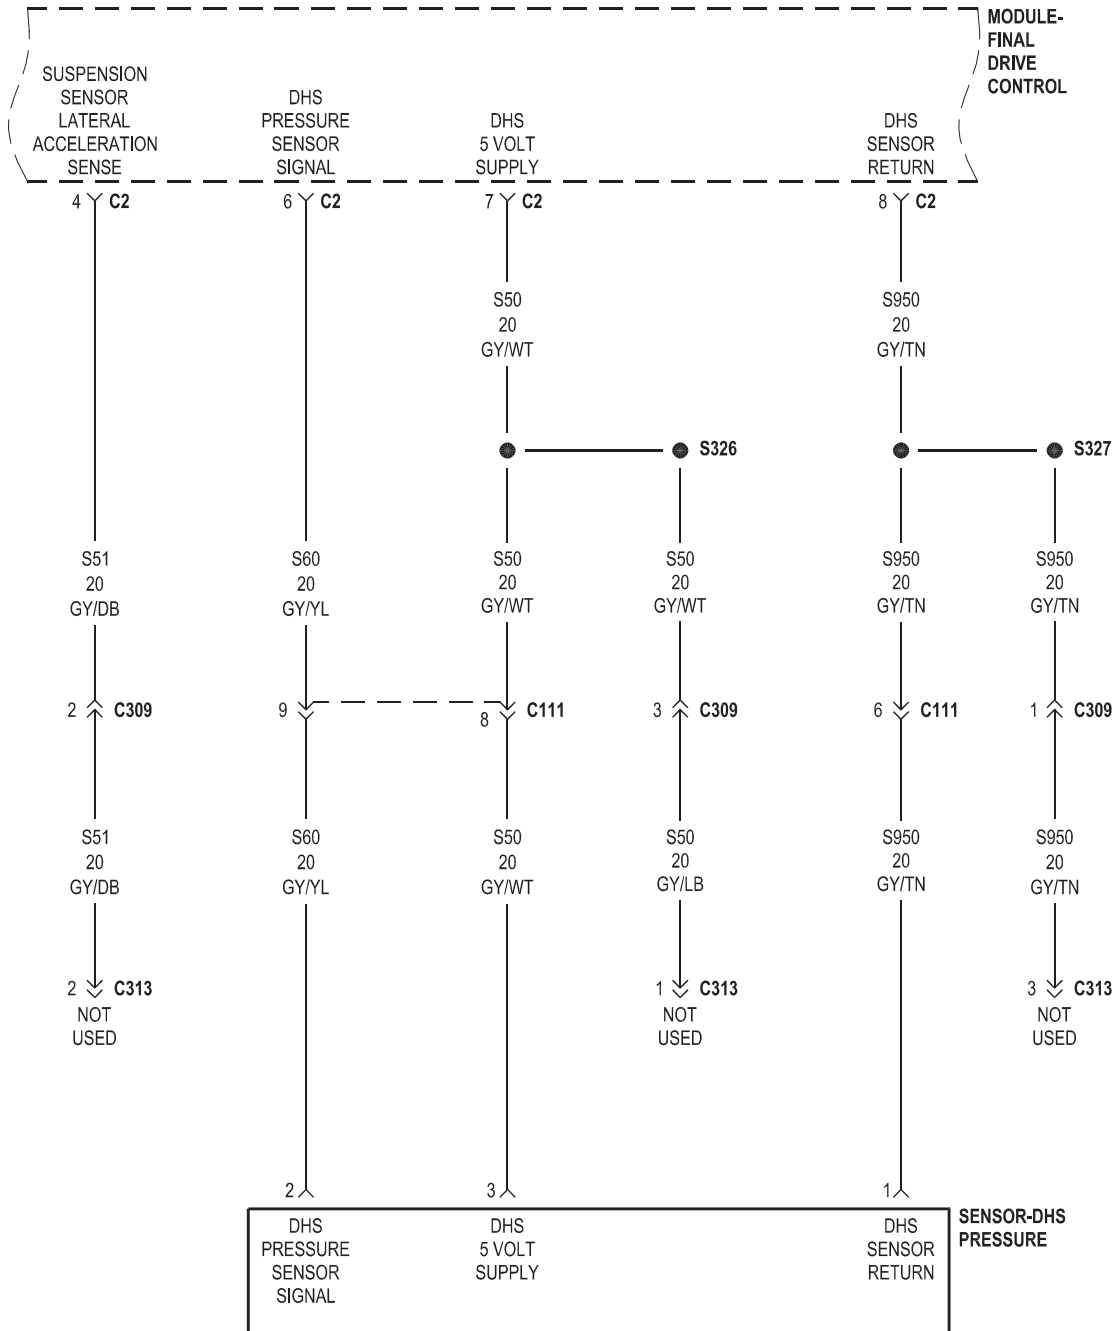 MODULE-
FINAL
DRIVE
CONTROL
SUSPENSION
SENSOR
LATERAL
ACCELERATION
SENSE
DHS
PRESSURE
SENSOR
SIGNAL
DHS
5 VOLT
SUPPLY
DHS
SENSOR
RETURN
4 C2
6 C2
7 C2
8 C2
S50
20
GY/WT
S950
20
GY/TN
S326
S327
S51
20
GY/DB
S60
20
GY/YL
S50
20
GY/WT
S50
20
GY/WT
S950
20
GY/TN
S950
20
GY/TN
2 C309
9
8 C111
3 C309
6 C111
1 C309
S51
20
GY/DB
S60
20
GY/YL
S50
20
GY/WT
S50
20
GY/LB
S950
20
GY/TN
S950
20
GY/TN
2 C313
NOT
USED
1 C313
NOT
USED
3 C313
NOT
USED
2
3
1
SENSOR-DHS
PRESSURE
DHS
PRESSURE
SENSOR
SIGNAL
DHS
5 VOLT
SUPPLY
DHS
SENSOR
RETURN